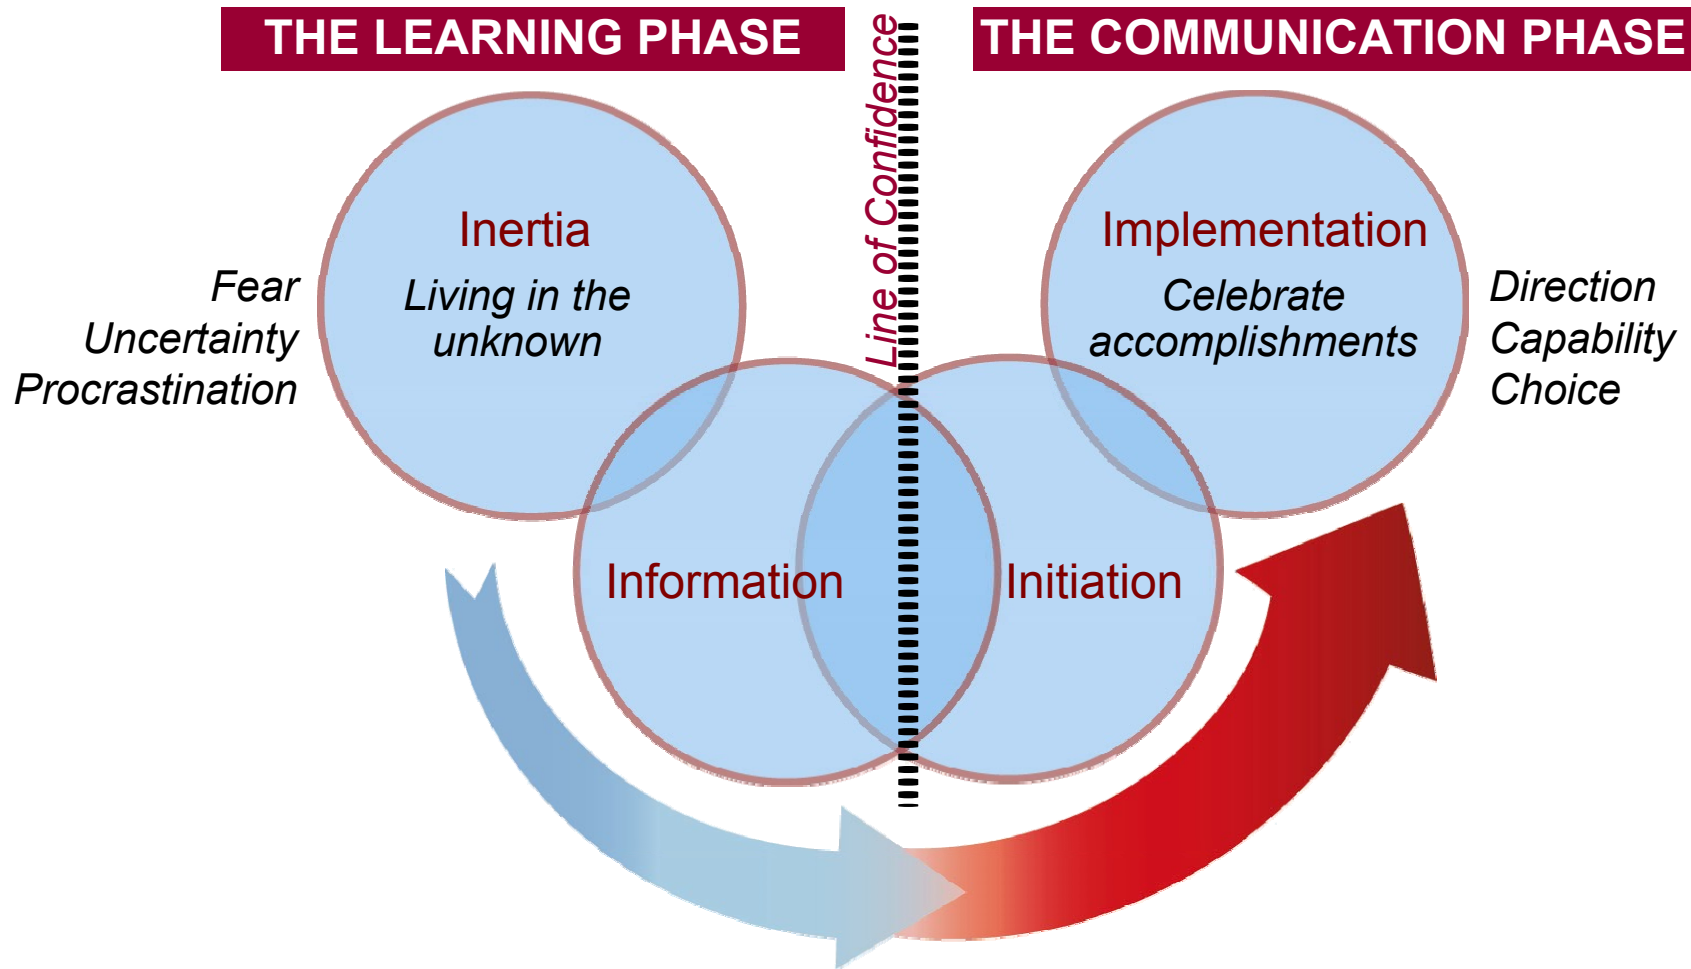 THE LEARNING PHASE
Line of Confidence
THE COMMUNICATION PHASE
Fear
Uncertainty
Procrastination
Inertia
Living in the
unknown
Implementation
Celebrate
accomplishments
Direction
Capability
Choice
Information
Initiation